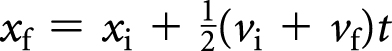 x_f = x_i + ½(v_i + v_f)t